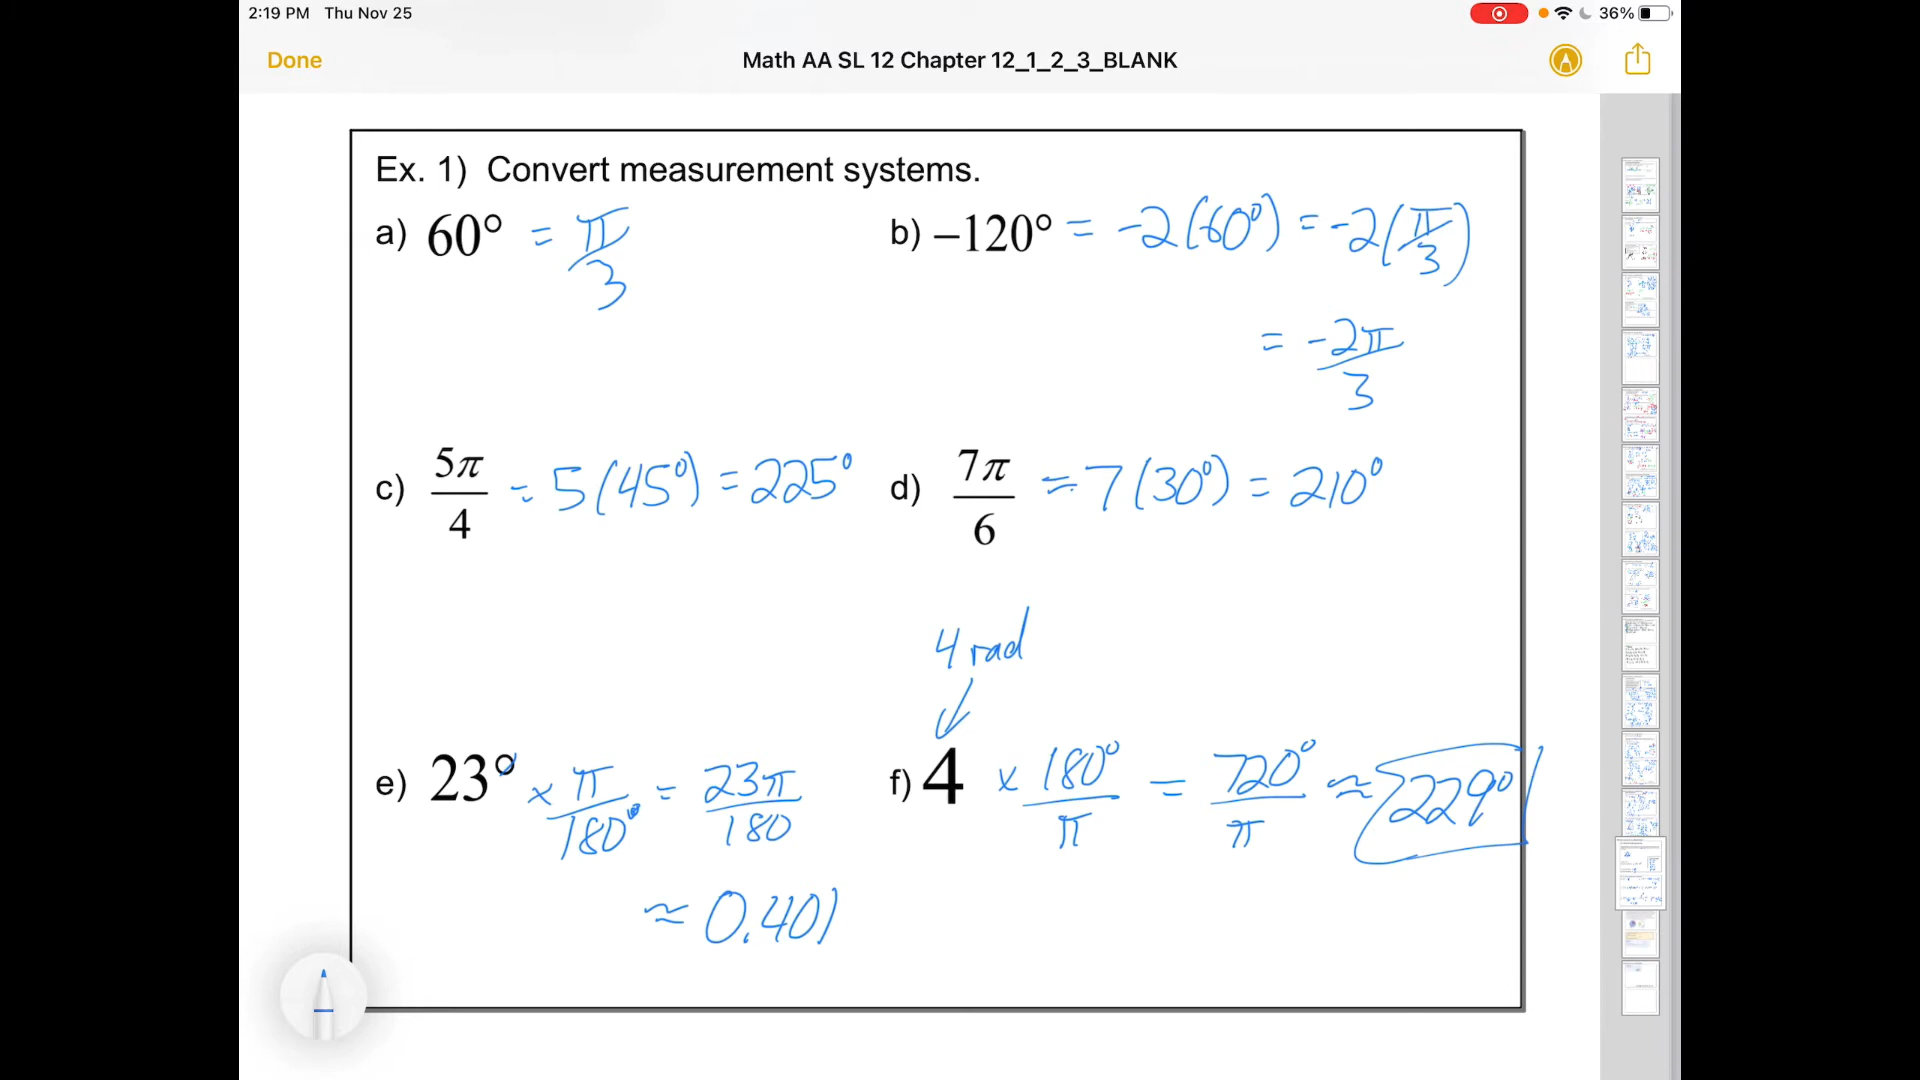 2:19 PM Thu Nov 25 36%
Done Math AA SL 12 Chapter 12_1_2_3_BLANK
Ex. 1) Convert measurement systems.
a) 60° = π/3
b) –120° = -2(60°) = -2(π/3)
= -2π/3
c) 5π/4 = 5(45°) = 225°
d) 7π/6 = 7(30°) = 210°
4 rad
e) 23° × π/180° = 23π/180
≈ 0.401
f) 4 × 180°/π = 720°/π ≈ 229°